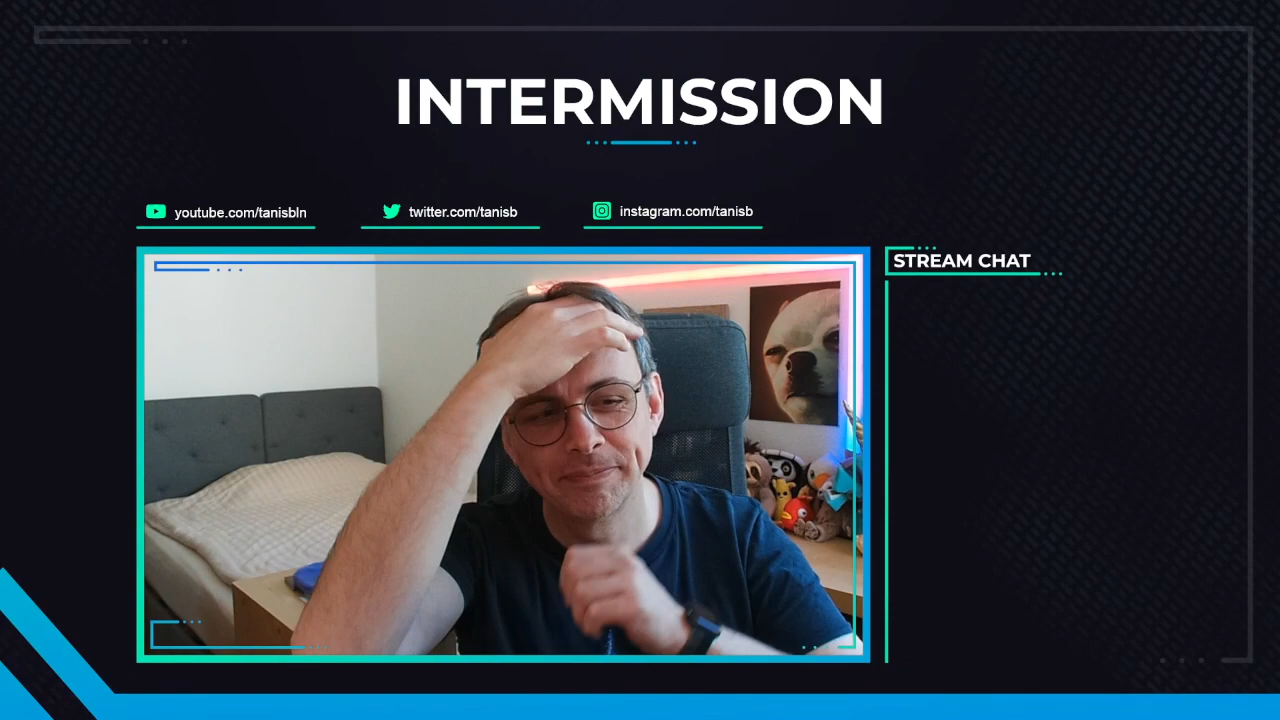 INTERMISSION
youtube.com/tanisbln
twitter.com/tanisb
instagram.com/tanisb
STREAM CHAT